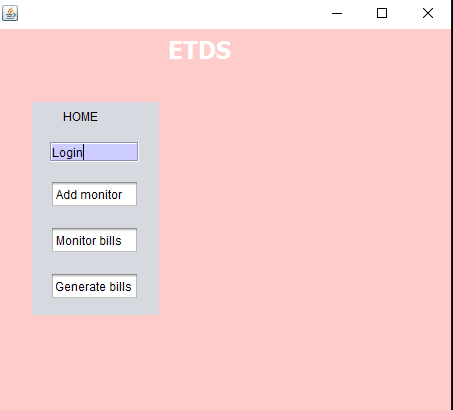 ETDS
HOME
Login
Add monitor
Monitor bills
Generate bills